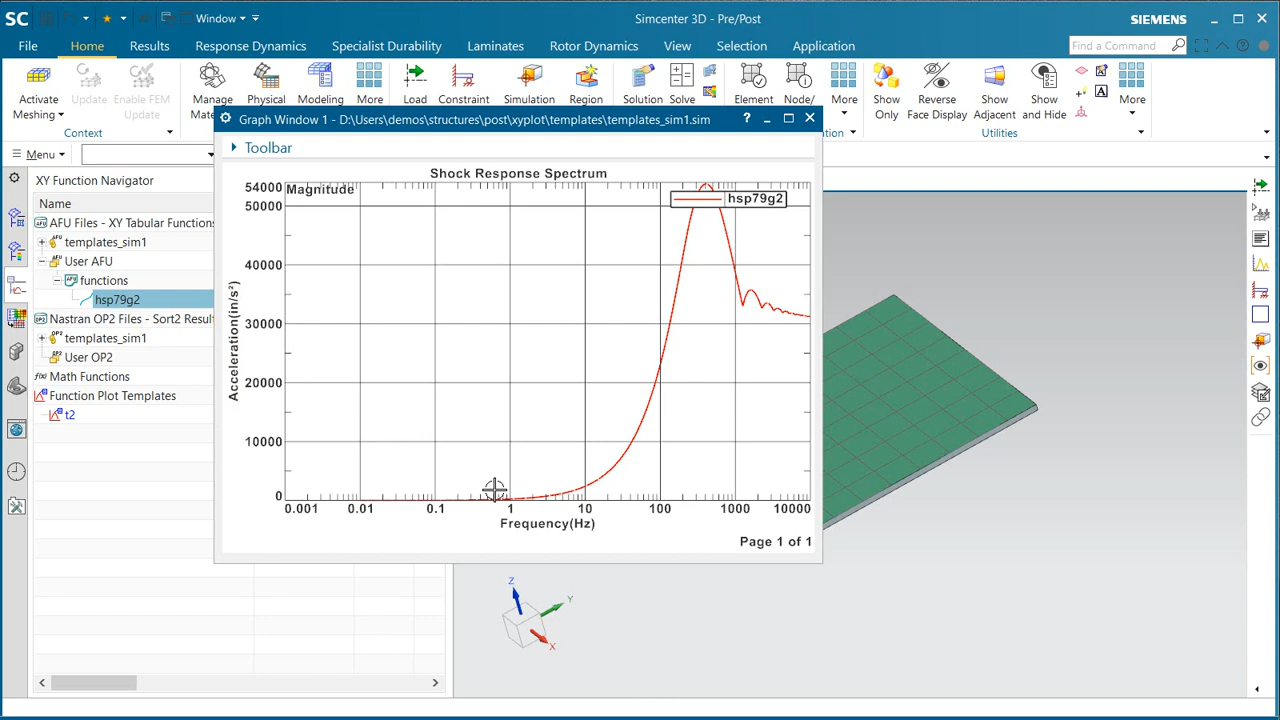 SC Window Simcenter 3D - Pre/Post SIEMENS
File Home Results Response Dynamics Specialist Durability Laminates Rotor Dynamics View Selection Application Find a Command
Activate Mesh Update Enable FEM Update Manage Physical Modeling More Load Constraint Simulation Region Solution Solve Element Node/ More Show Only Reverse Face Display Show Adjacent Show and Hide More
Context Utilities
Menu
Graph Window 1 - D:\Users\demos\structures\post\xyplot\templates\templates_sim1.sim
Toolbar
XY Function Navigator
Name
AFU Files - XY Tabular Functions
templates_sim1
User AFU
functions
hsp79g2
Nastran OP2 Files - Sort2 Resul
templates_sim1
User OP2
Math Functions
Function Plot Templates
t2
Shock Response Spectrum
Magnitude
hsp79g2
54000
50000
40000
30000
20000
10000
0
Acceleration(in/s²)
0.001 0.01 0.1 1 10 100 1000 10000
Frequency(Hz)
Page 1 of 1
Z
Y
X